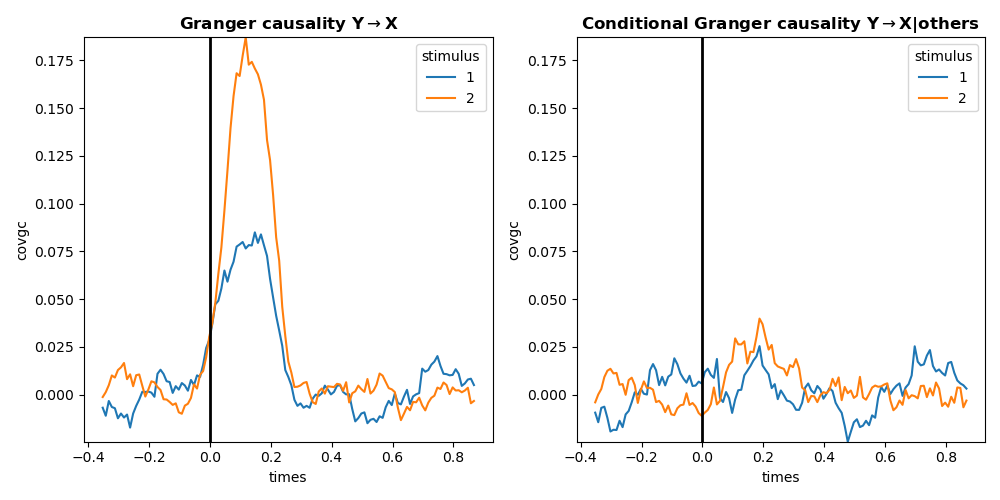 Granger causality Y→X
covgc
0.175
0.150
0.125
0.100
0.075
0.050
0.025
0.000
−0.4 −0.2 0.0 0.2 0.4 0.6 0.8
times
stimulus
1
2
Conditional Granger causality Y→X|others
covgc
0.175
0.150
0.125
0.100
0.075
0.050
0.025
0.000
−0.4 −0.2 0.0 0.2 0.4 0.6 0.8
times
stimulus
1
2